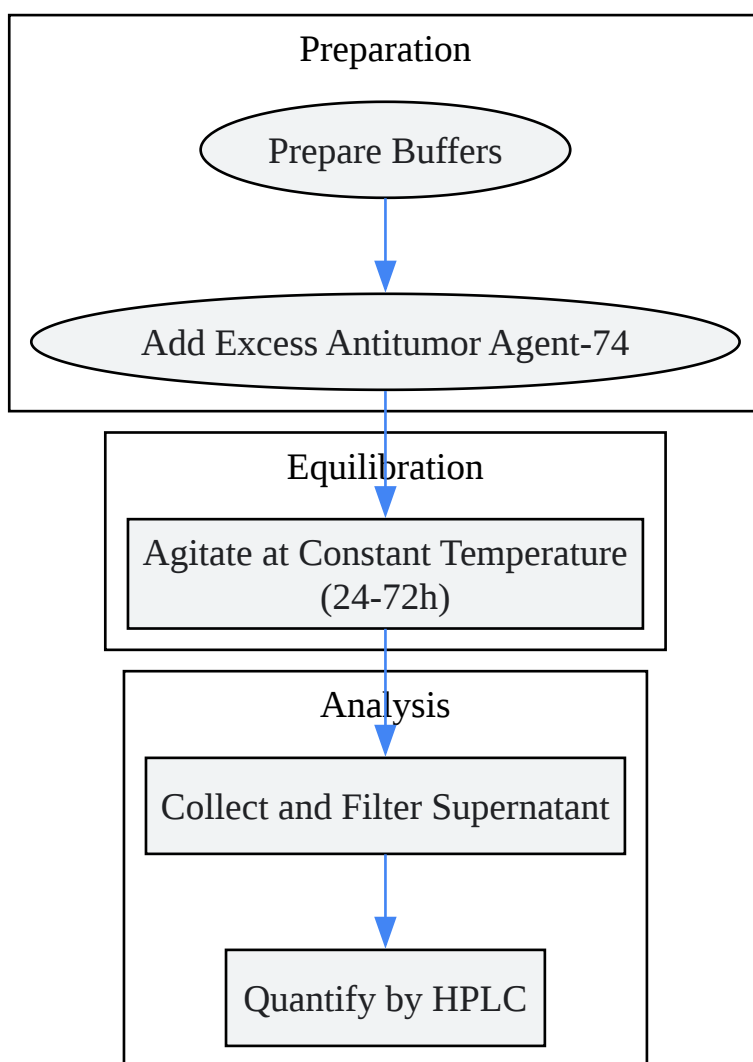 Preparation
Prepare Buffers
Add Excess Antitumor Agent-74
Equilibration
Agitate at Constant Temperature
(24-72h)
Analysis
Collect and Filter Supernatant
Quantify by HPLC